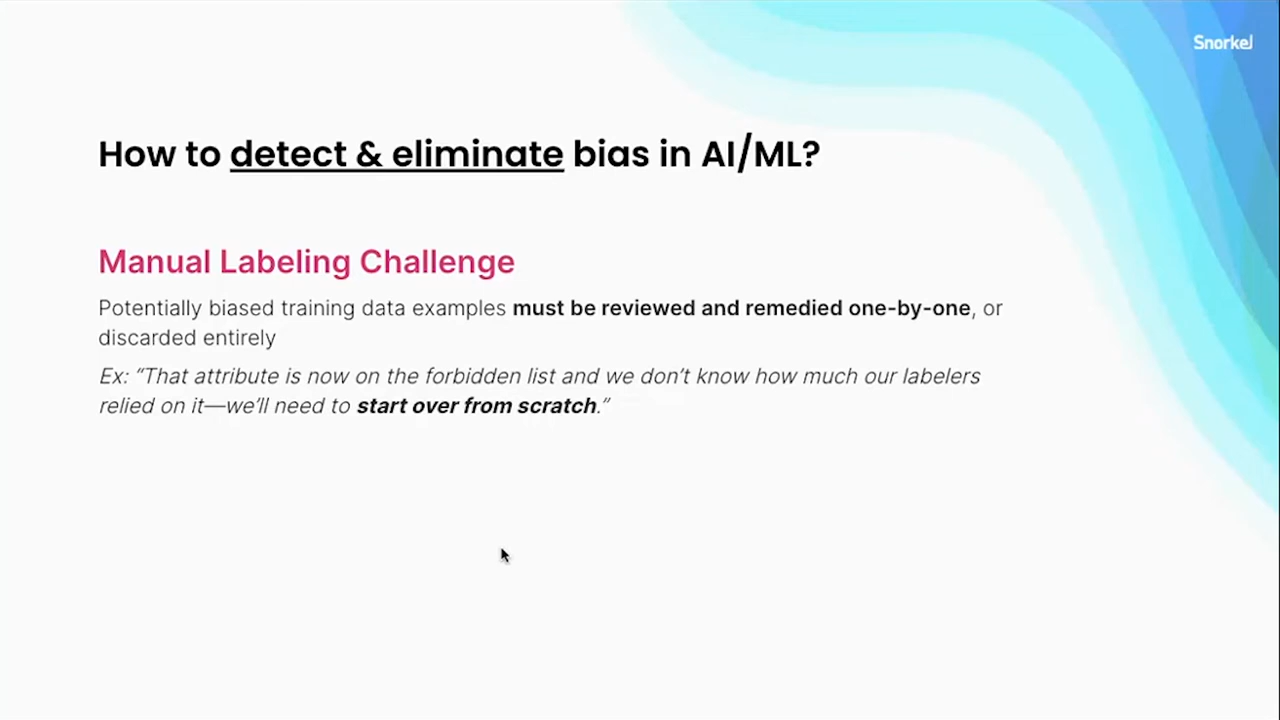 Snorkel
How to detect & eliminate bias in AI/ML?
Manual Labeling Challenge
Potentially biased training data examples must be reviewed and remedied one-by-one, or
discarded entirely
Ex: “That attribute is now on the forbidden list and we don’t know how much our labelers
relied on it—we’ll need to start over from scratch.”